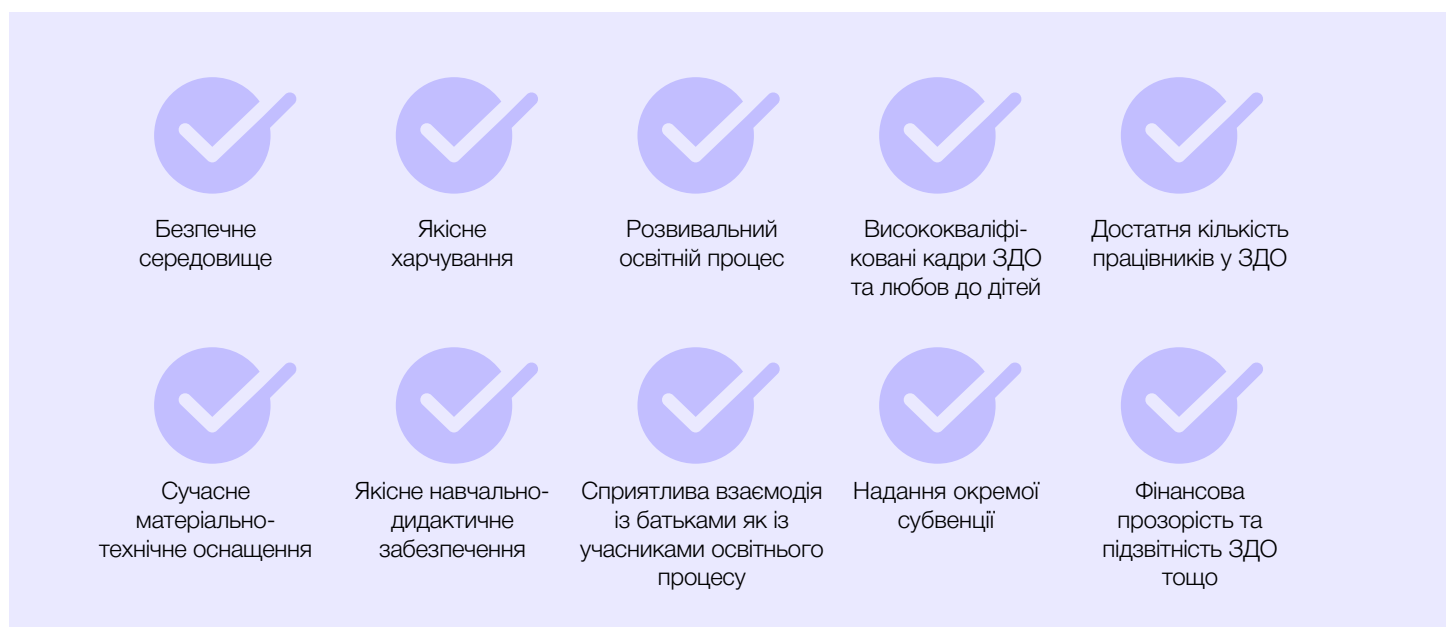 Безпечне
середовище
Якісне
харчування
Розвивальний
освітній процес
Висококваліфі-
ковані кадри ЗДО
та любов до дітей
Достатня кількість
працівників у ЗДО
Сучасне
матеріально-
технічне оснащення
Якісне навчально-
дидактичне
забезпечення
Сприятлива взаємодія
із батьками як із
учасниками освітнього
процесу
Надання окремої
субвенції
Фінансова
прозорість та
підзвітність ЗДО
тощо